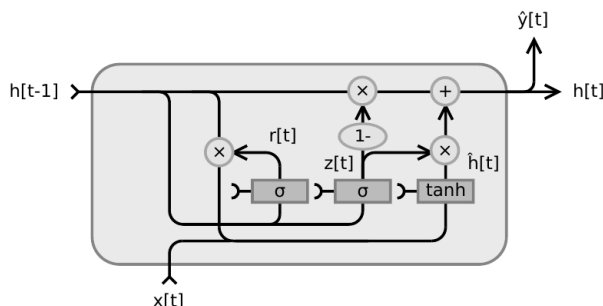 ŷ[t]
h[t-1]
h[t]
×
+
1-
r[t]
×
z[t]
×
ĥ[t]
σ
σ
tanh
x[t]